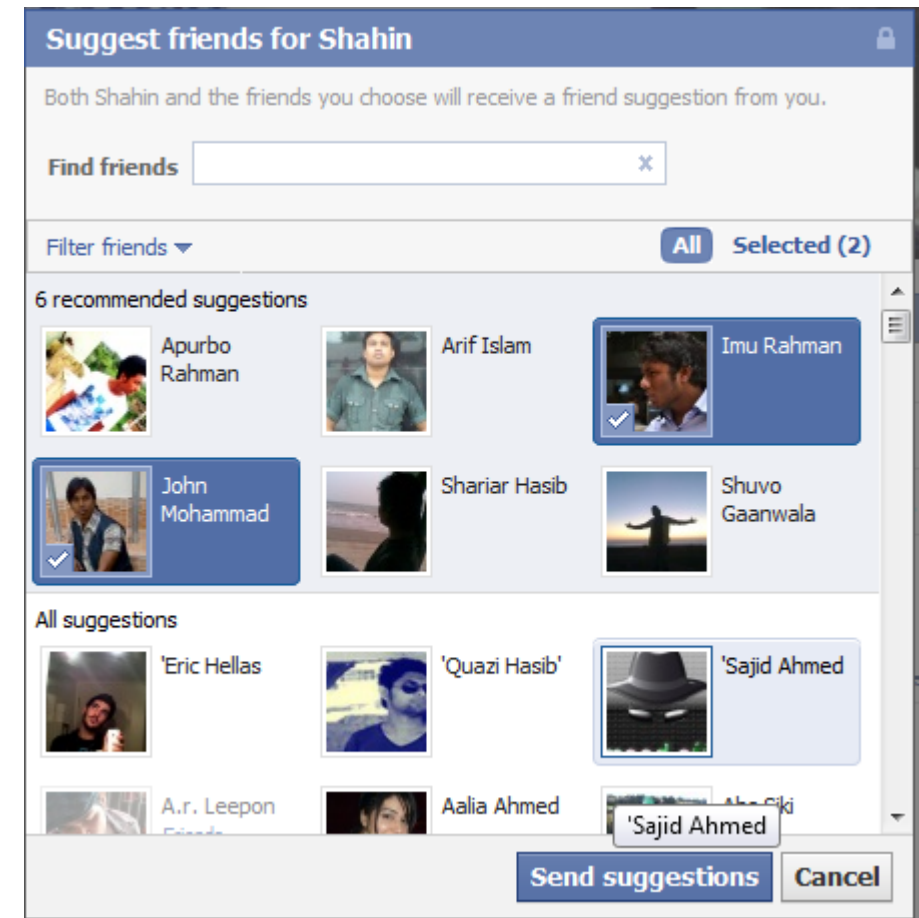 Suggest friends for Shahin
Both Shahin and the friends you choose will receive a friend suggestion from you.
Find friends
Filter friends
All
Selected (2)
6 recommended suggestions
Apurbo
Rahman
Arif Islam
Imu Rahman
John
Mohammad
Shariar Hasib
Shuvo
Gaanwala
All suggestions
'Eric Hellas
'Quazi Hasib'
'Sajid Ahmed
A.r. Leepon
Friends
Aalia Ahmed
'Sajid Ahmed
Send suggestions
Cancel